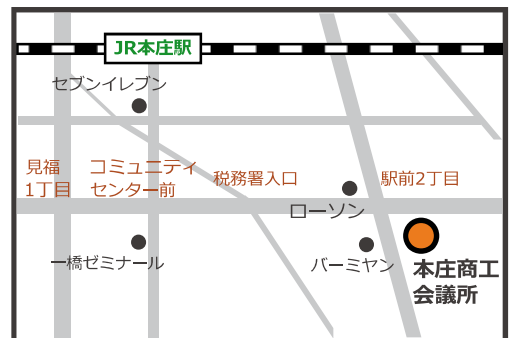 JR本庄駅
セブンイレブン
見福
1丁目
コミュニティ
センター前
税務署入口
駅前2丁目
ローソン
一橋ゼミナール
バーミヤン
本庄商工
会議所